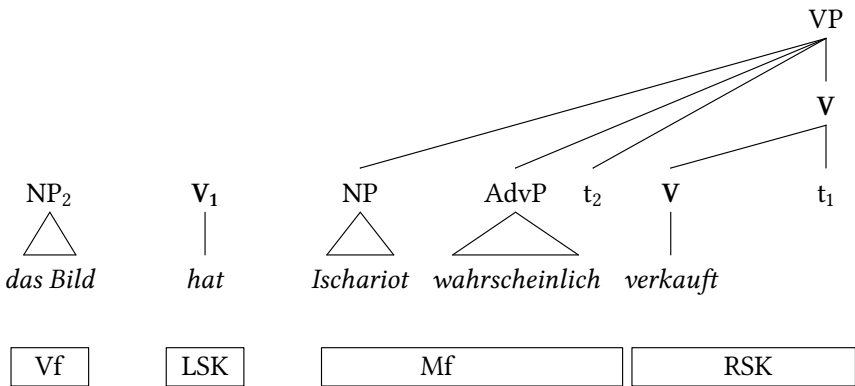 VP
V
NP₂ V₁ NP AdvP t₂ V t₁
das Bild hat Ischariot wahrscheinlich verkauft
Vf LSK Mf RSK